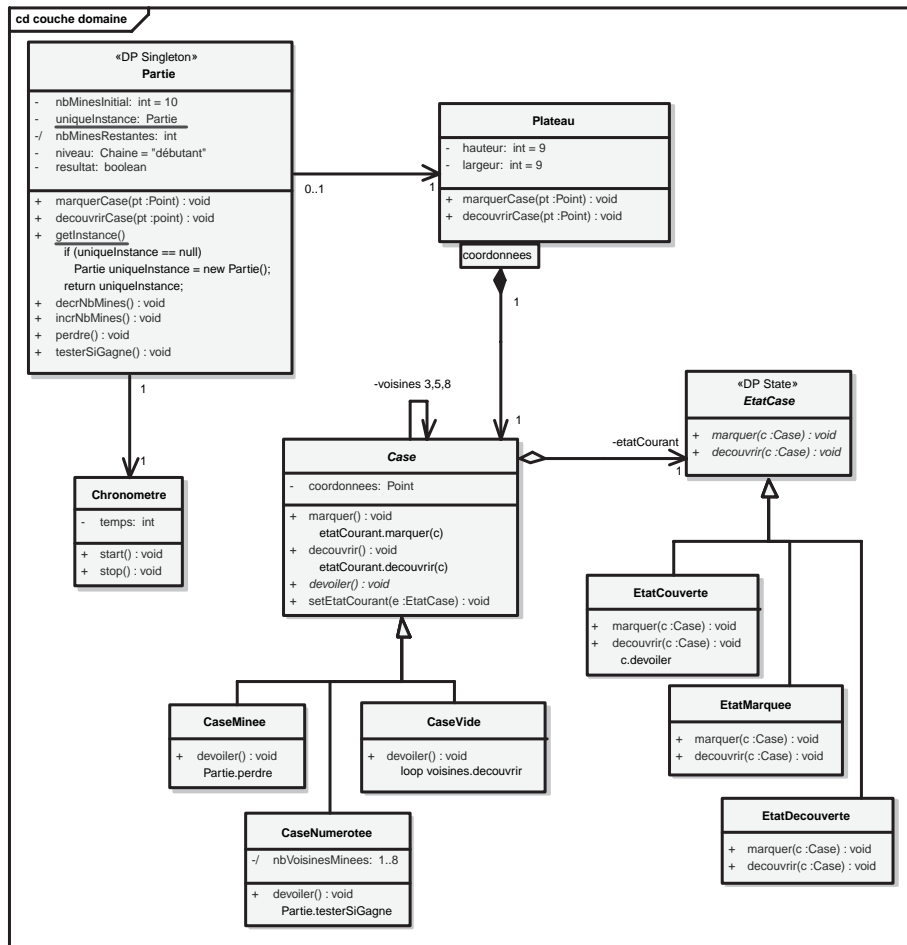 cd couche domaine
«DP Singleton»
Partie
- nbMinesInitial: int = 10
- uniqueInstance: Partie
-/ nbMinesRestantes: int
- niveau: Chaine = "débutant"
- resultat: boolean
+ marquerCase(pt :Point) : void
+ decouvrirCase(pt :point) : void
+ getInstance()
if (uniqueInstance == null)
Partie uniqueInstance = new Partie();
return uniqueInstance;
+ decrNbMines() : void
+ incrNbMines() : void
+ perdre() : void
+ testerSiGagne() : void
0..1
1
Plateau
- hauteur: int = 9
- largeur: int = 9
+ marquerCase(pt :Point) : void
+ decouvrirCase(pt :Point) : void
coordonnees
1
1
1
1
Chronometre
- temps: int
+ start() : void
+ stop() : void
-voisines 3,5,8
Case
- coordonnees: Point
+ marquer() : void
etatCourant.marquer(c)
+ decouvrir() : void
etatCourant.decouvrir(c)
+ devoiler() : void
+ setEtatCourant(e :EtatCase) : void
-etatCourant
1
«DP State»
EtatCase
+ marquer(c :Case) : void
+ decouvrir(c :Case) : void
EtatCouverte
+ marquer(c :Case) : void
+ decouvrir(c :Case) : void
c.devoiler
CaseMinee
+ devoiler() : void
Partie.perdre
CaseVide
+ devoiler() : void
loop voisines.decouvrir
EtatMarquee
+ marquer(c :Case) : void
+ decouvrir(c :Case) : void
CaseNumerotee
-/ nbVoisinesMinees: 1..8
+ devoiler() : void
Partie.testerSiGagne
EtatDecouverte
+ marquer(c :Case) : void
+ decouvrir(c :Case) : void